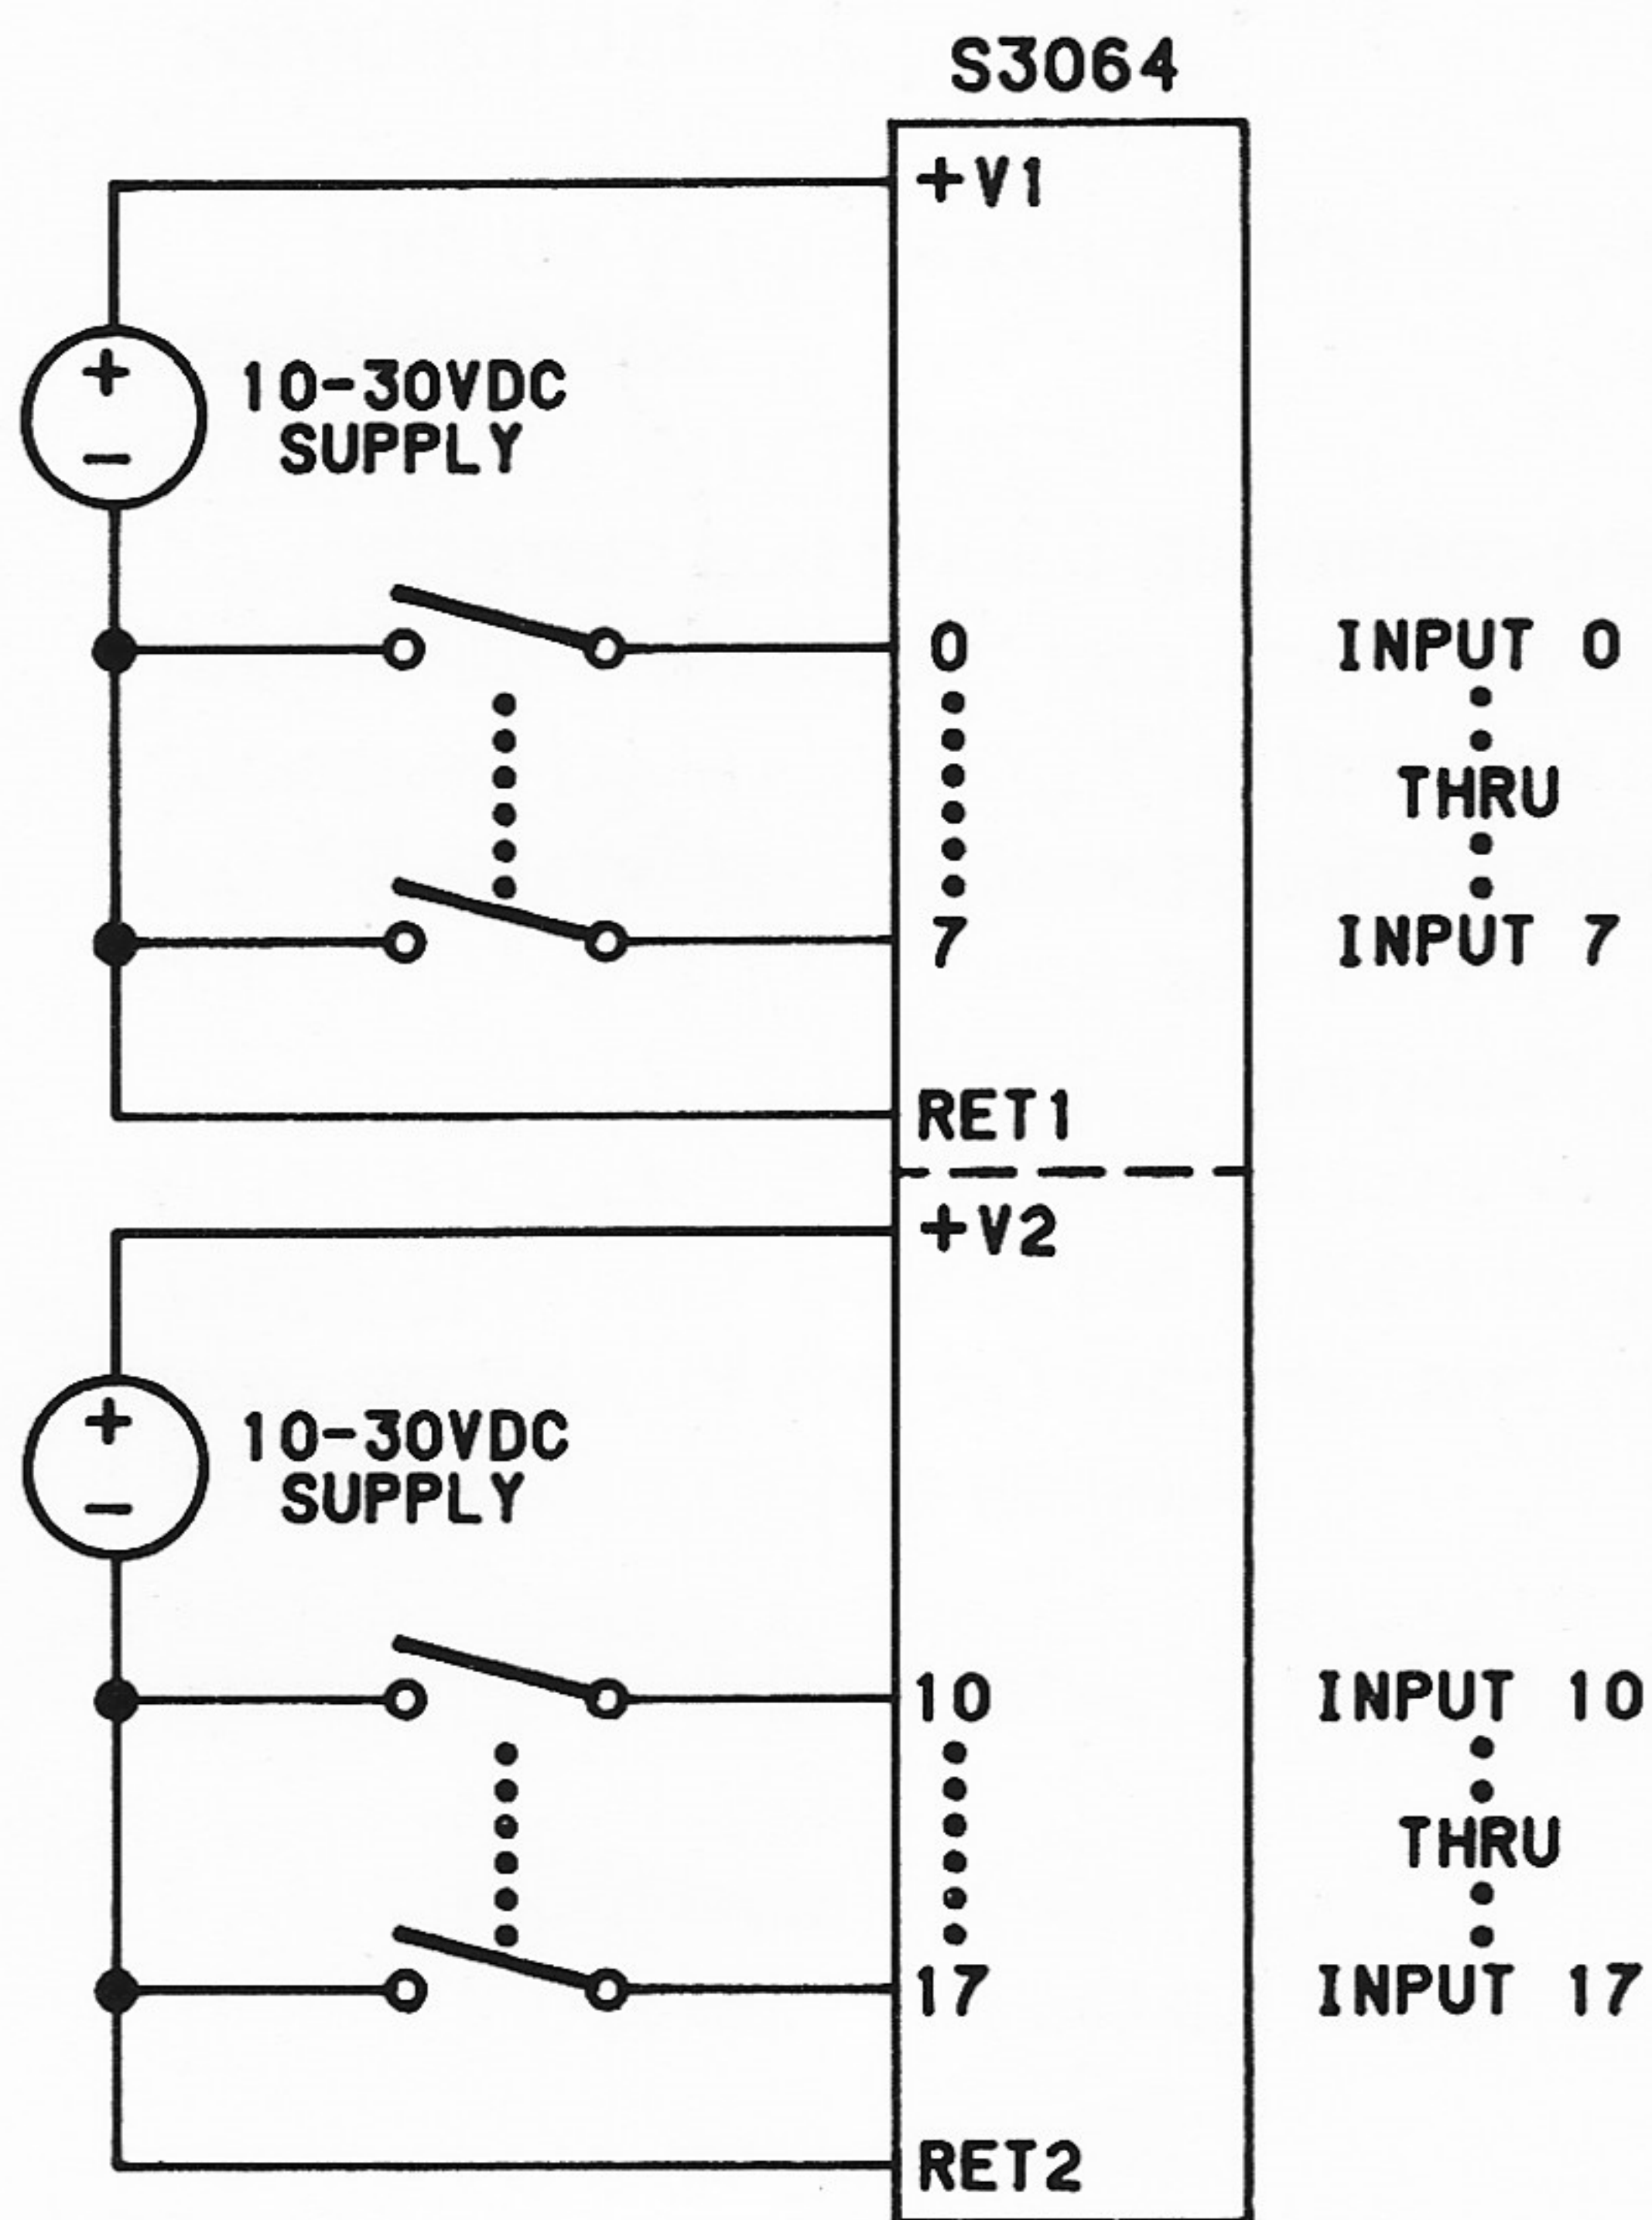 S3064
+V1
+
10-30VDC
SUPPLY
−
0
INPUT 0
THRU
7
INPUT 7
RET1
+V2
+
10-30VDC
SUPPLY
−
10
INPUT 10
THRU
17
INPUT 17
RET2